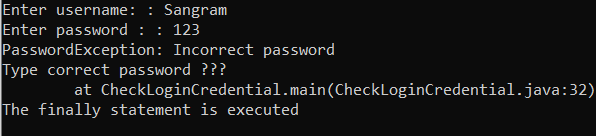 Enter username: : Sangram
Enter password : : 123
PasswordException: Incorrect password
Type correct password ???
        at CheckLoginCredential.main(CheckLoginCredential.java:32)
The finally statement is executed